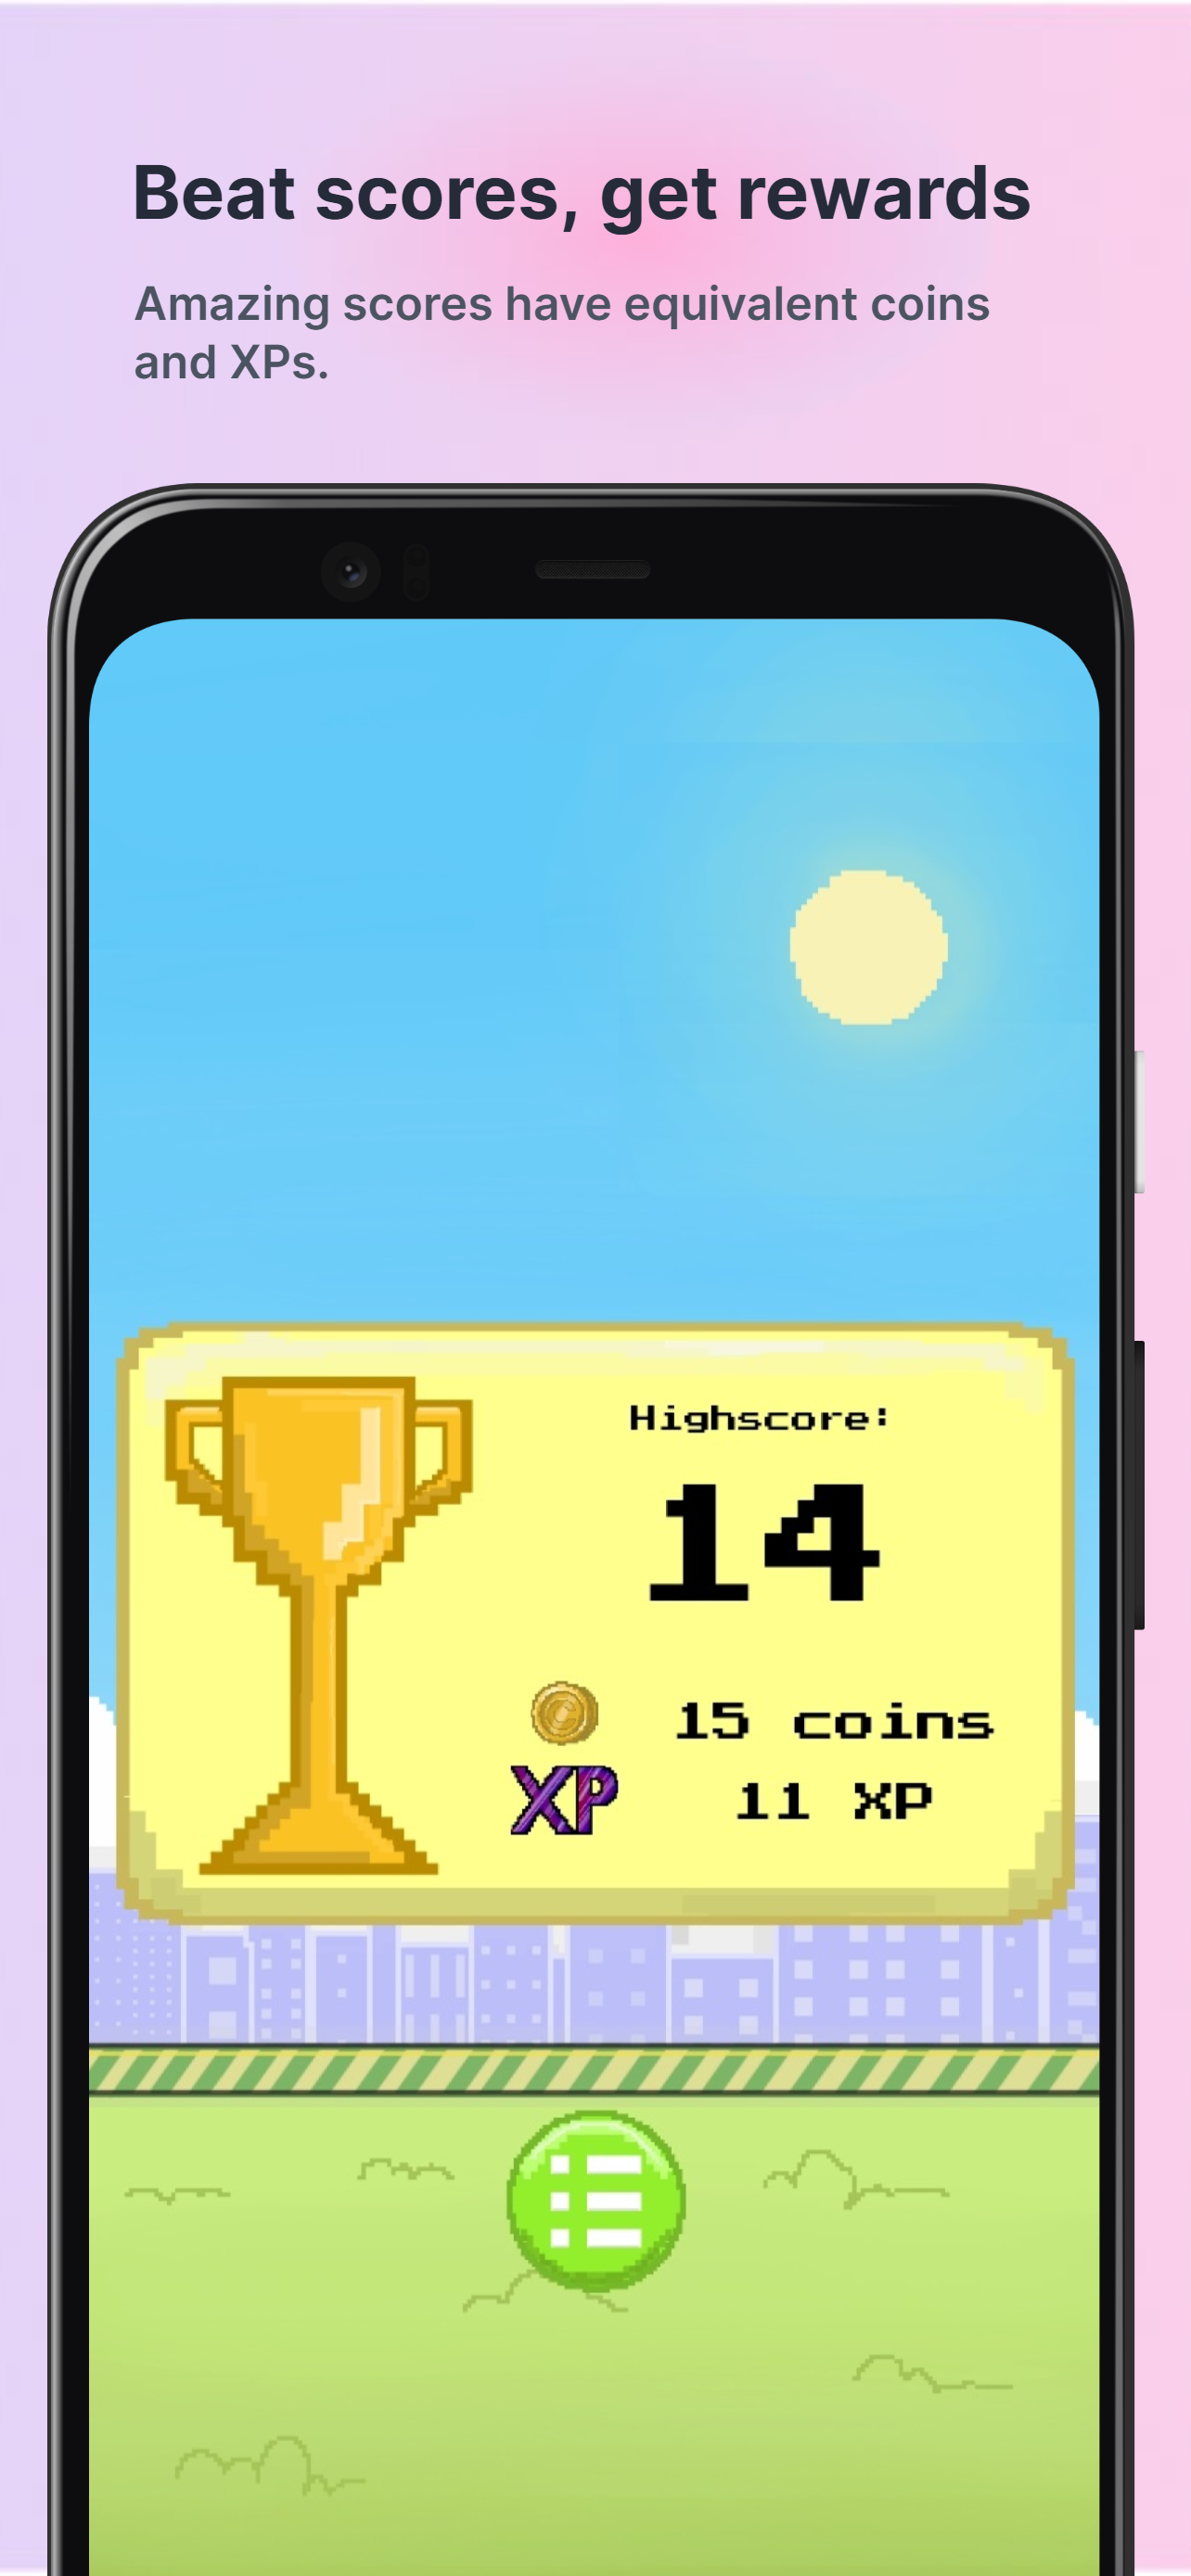 Beat scores, get rewards
Amazing scores have equivalent coins
and XPs.
Highscore:
14
15 coins
XP 11 XP